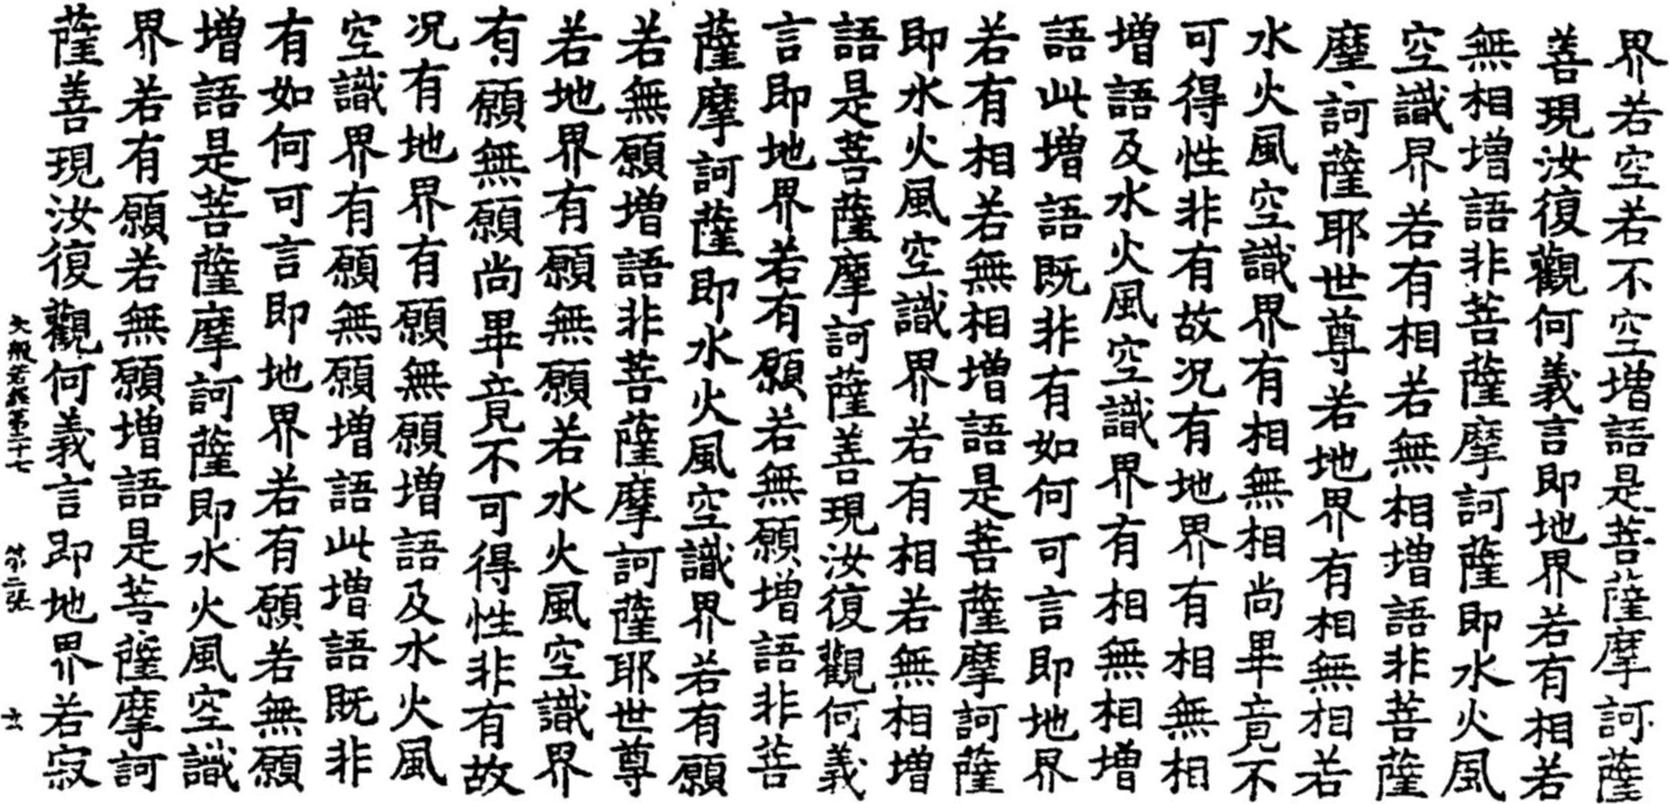 界若空若不空增語是菩薩摩訶薩
善現汝復觀何義言即地界若有相若
無相增語非菩薩摩訶薩即水火風
空識界若有相若無相增語非菩薩
摩訶薩耶世尊若地界有相無相若
水火風空識界有相無相尚畢竟不
可得性非有故况有地界有相無相
增語及水火風空識界有相無相增
語此增語既非有如何可言即地界
若有相若無相增語是菩薩摩訶薩
即水火風空識界若有相若無相增
語是菩薩摩訶薩善現汝復觀何義
言即地界若有願若無願增語非菩
薩摩訶薩即水火風空識界若有願
若無願增語非菩薩摩訶薩耶世尊
若地界有願無願若水火風空識界
有願無願尚畢竟不可得性非有故
况有地界有願無願增語及水火風
空識界有願無願增語此增語既非
有如何可言即地界若有願若無願
增語是菩薩摩訶薩即水火風空識
界若有願若無願增語是菩薩摩訶
薩善現汝復觀何義言即地界若寂
大般若經第二十七 第二張